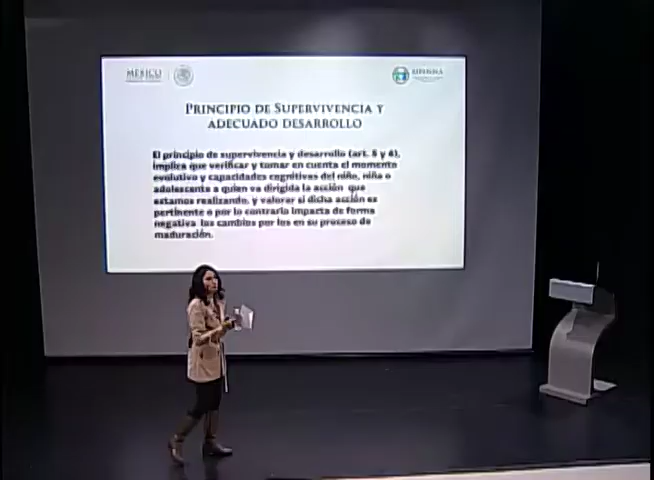 MÉXICO
SIPINNA
PRINCIPIO DE SUPERVIVENCIA Y
ADECUADO DESARROLLO
El principio de supervivencia y desarrollo (art. 5 y 6),
implica que verificar y tomar en cuenta el momento
evolutivo y capacidades cognitivas del niño, niña o
adolescente a quien va dirigida la acción que
estamos realizando, y valorar si dicha acción es
pertinente o por lo contrario impacta de forma
negativa los cambios por los en su proceso de
maduración.